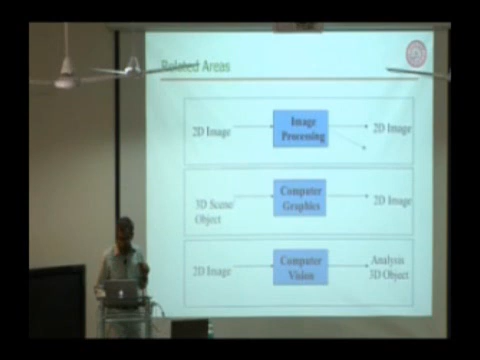 Related Areas
2D Image
Image
Processing
2D Image
3D Scene/
Object
Computer
Graphics
2D Image
2D Image
Computer
Vision
Analysis
3D Object